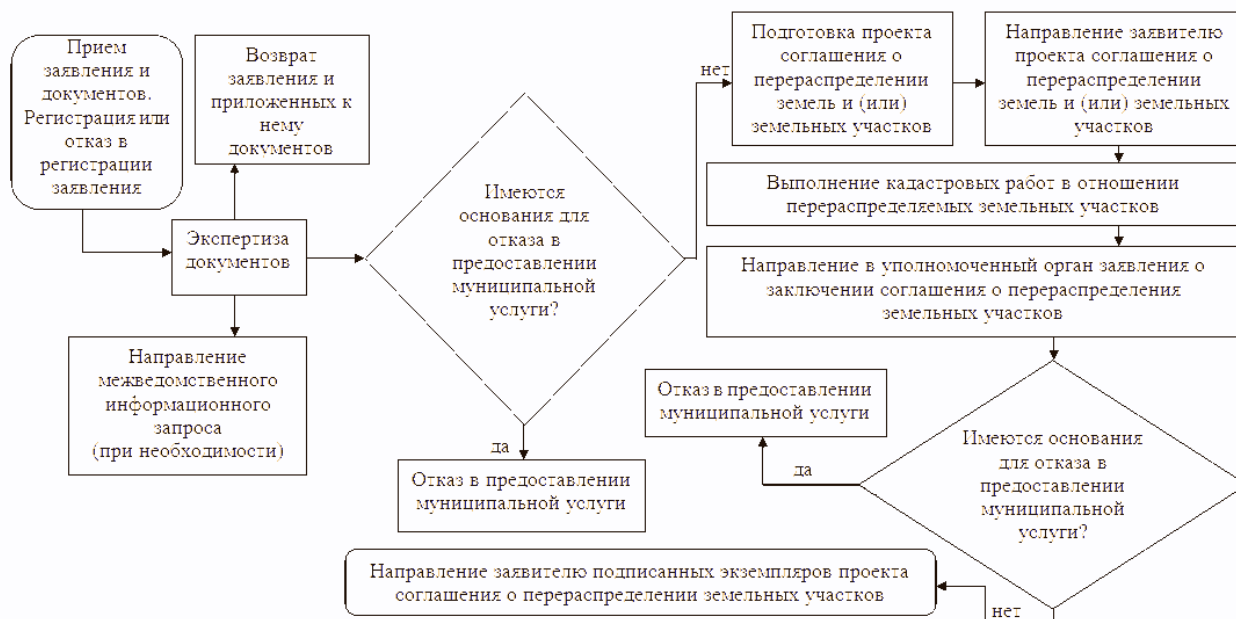 Прием
заявления и
документов.
Регистрация или
отказ в
регистрации
заявления
Возврат
заявления и
приложенных к
нему
документов
Экспертиза
документов
Направление
межведомственного
информационного
запроса
(при необходимости)
Имеются
основания для
отказа в
предоставлении
муниципальной
услуги?
да
Отказ в предоставлении
муниципальной услуги
нет
Подготовка проекта
соглашения о
перераспределении
земель и (или)
земельных участков
Направление заявителю
проекта соглашения о
перераспределении
земель и (или) земельных
участков
Выполнение кадастровых работ в отношении
перераспределяемых земельных участков
Направление в уполномоченный орган заявления о
заключении соглашения о перераспределения
земельных участков
Имеются основания
для отказа в
предоставлении
муниципальной
услуги?
да
Отказ в предоставлении
муниципальной услуги
нет
Направление заявителю подписанных экземпляров проекта
соглашения о перераспределении земельных участков